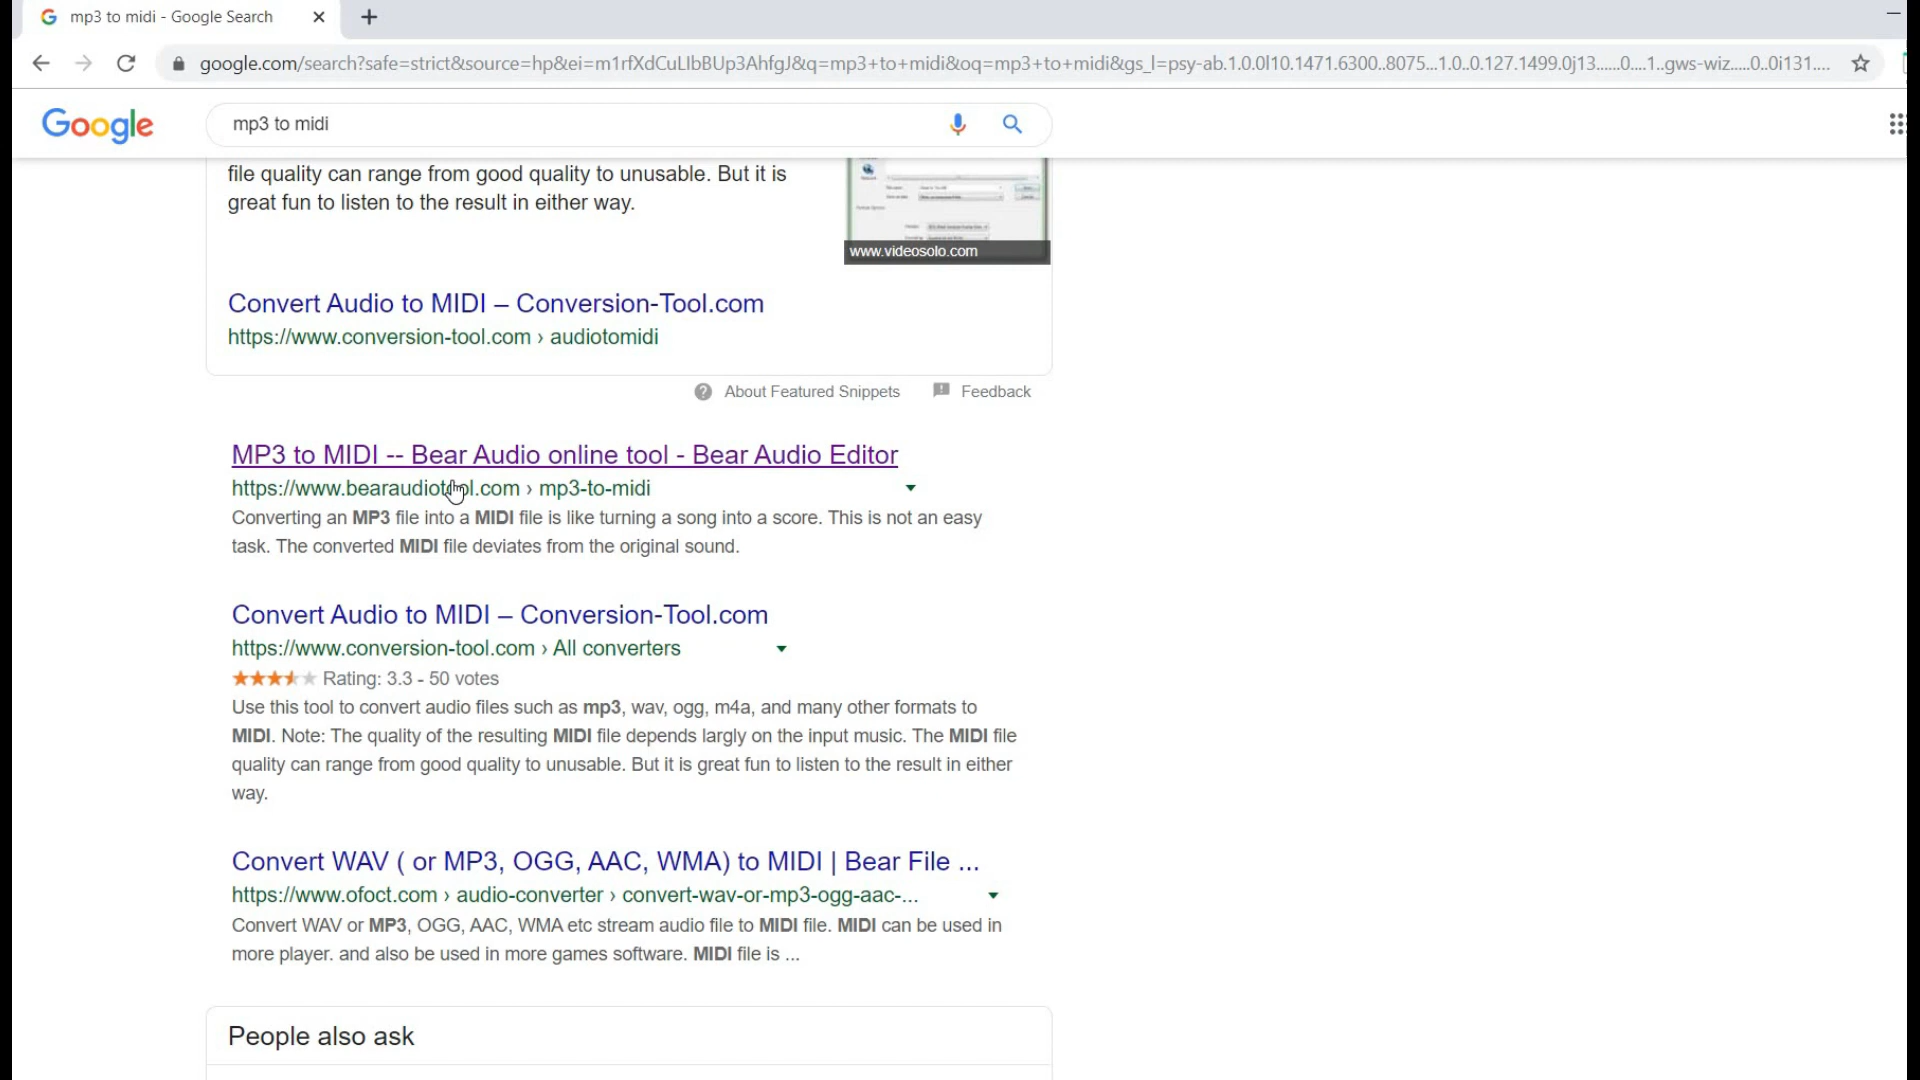 mp3 to midi - Google Search
google.com/search?safe=strict&source=hp&ei=m1rfXdCuLIbBUp3AhfgJ&q=mp3+to+midi&oq=mp3+to+midi&gs_l=psy-ab.1.0.0l10.1471.6300..8075...1.0..0.127.1499.0j13......0....1..gws-wiz.....0..0i131....
Google
mp3 to midi
file quality can range from good quality to unusable. But it is
great fun to listen to the result in either way.
www.videosolo.com
Convert Audio to MIDI – Conversion-Tool.com
https://www.conversion-tool.com › audiotomidi
About Featured Snippets
Feedback
MP3 to MIDI -- Bear Audio online tool - Bear Audio Editor
https://www.bearaudiotool.com › mp3-to-midi
Converting an MP3 file into a MIDI file is like turning a song into a score. This is not an easy
task. The converted MIDI file deviates from the original sound.
Convert Audio to MIDI – Conversion-Tool.com
https://www.conversion-tool.com › All converters
Rating: 3.3 - 50 votes
Use this tool to convert audio files such as mp3, wav, ogg, m4a, and many other formats to
MIDI. Note: The quality of the resulting MIDI file depends largly on the input music. The MIDI file
quality can range from good quality to unusable. But it is great fun to listen to the result in either
way.
Convert WAV ( or MP3, OGG, AAC, WMA) to MIDI | Bear File ...
https://www.ofoct.com › audio-converter › convert-wav-or-mp3-ogg-aac-...
Convert WAV or MP3, OGG, AAC, WMA etc stream audio file to MIDI file. MIDI can be used in
more player. and also be used in more games software. MIDI file is ...
People also ask